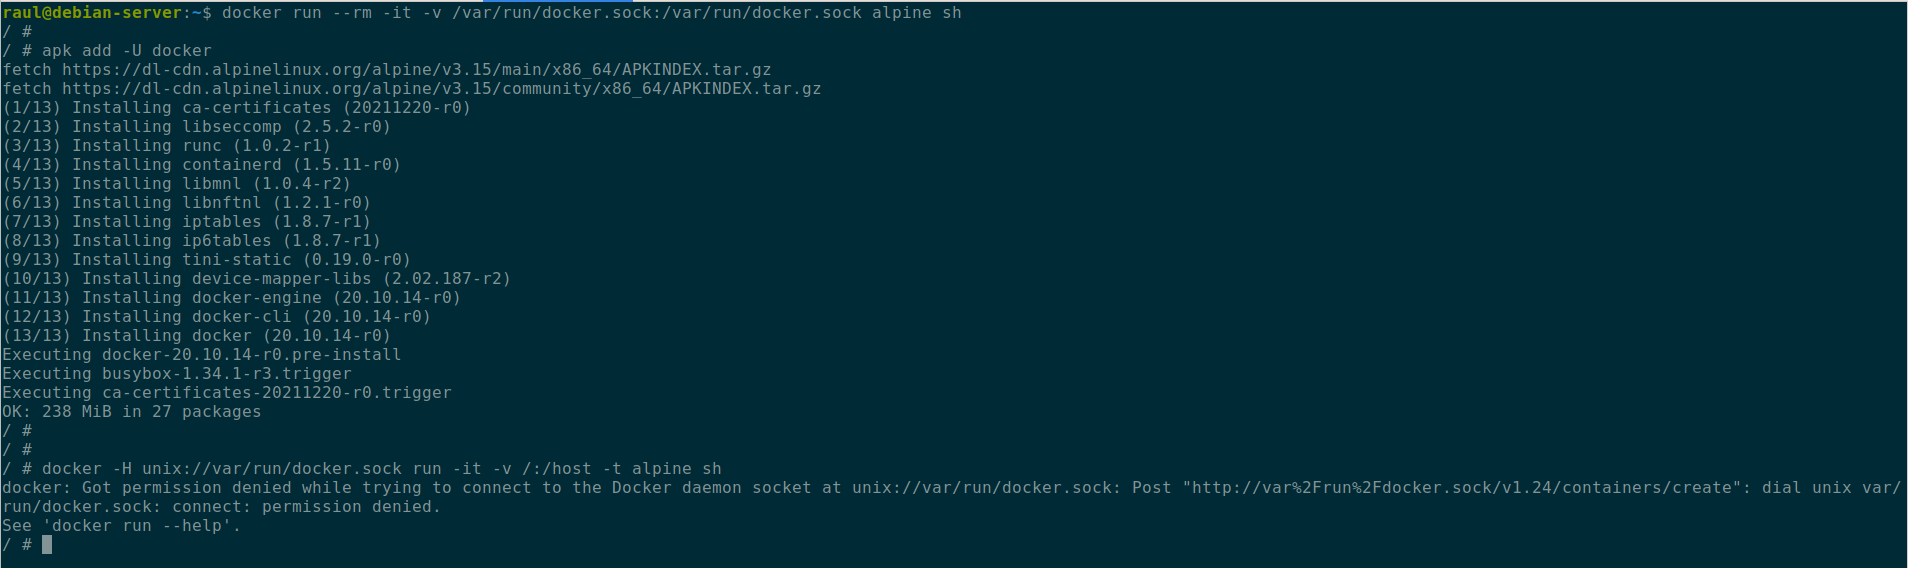 raul@debian-server:~$ docker run --rm -it -v /var/run/docker.sock:/var/run/docker.sock alpine sh
/ #
/ # apk add -U docker
fetch https://dl-cdn.alpinelinux.org/alpine/v3.15/main/x86_64/APKINDEX.tar.gz
fetch https://dl-cdn.alpinelinux.org/alpine/v3.15/community/x86_64/APKINDEX.tar.gz
(1/13) Installing ca-certificates (20211220-r0)
(2/13) Installing libseccomp (2.5.2-r0)
(3/13) Installing runc (1.0.2-r1)
(4/13) Installing containerd (1.5.11-r0)
(5/13) Installing libmnl (1.0.4-r2)
(6/13) Installing libnftnl (1.2.1-r0)
(7/13) Installing iptables (1.8.7-r1)
(8/13) Installing ip6tables (1.8.7-r1)
(9/13) Installing tini-static (0.19.0-r0)
(10/13) Installing device-mapper-libs (2.02.187-r2)
(11/13) Installing docker-engine (20.10.14-r0)
(12/13) Installing docker-cli (20.10.14-r0)
(13/13) Installing docker (20.10.14-r0)
Executing docker-20.10.14-r0.pre-install
Executing busybox-1.34.1-r3.trigger
Executing ca-certificates-20211220-r0.trigger
OK: 238 MiB in 27 packages
/ #
/ #
/ # docker -H unix://var/run/docker.sock run -it -v /:/host -t alpine sh
docker: Got permission denied while trying to connect to the Docker daemon socket at unix://var/run/docker.sock: Post "http://var%2Frun%2Fdocker.sock/v1.24/containers/create": dial unix var/
run/docker.sock: connect: permission denied.
See 'docker run --help'.
/ #